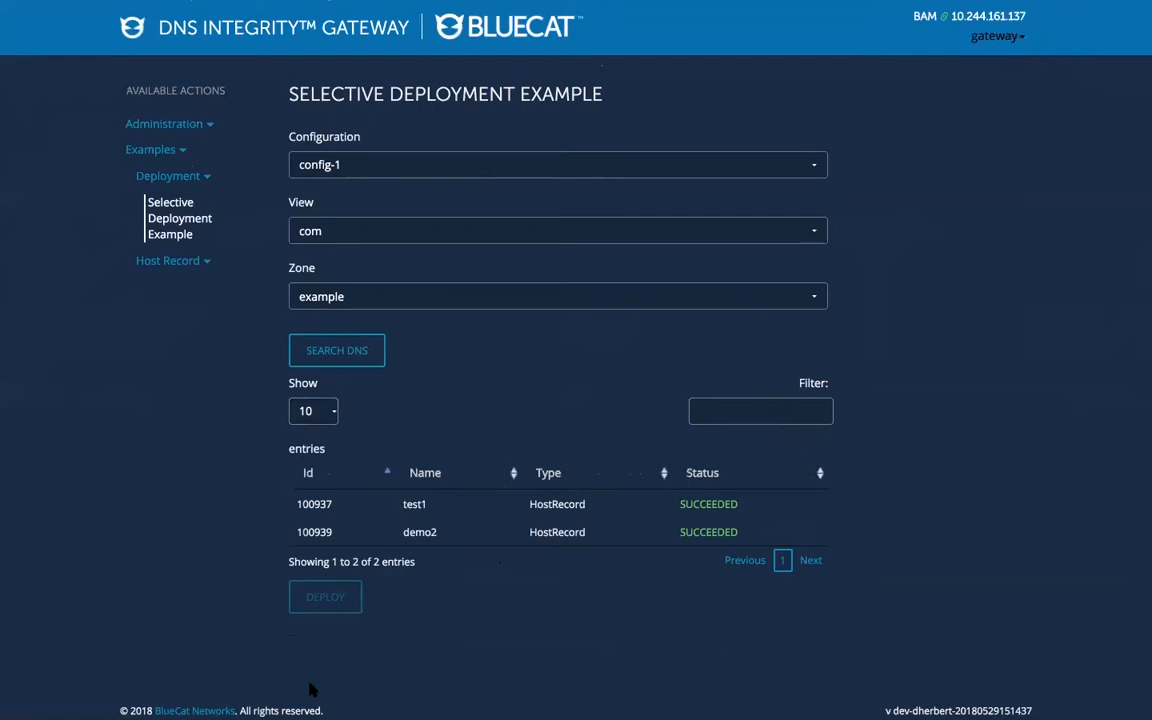 DNS INTEGRITY™ GATEWAY
BLUECAT™
BAM 10.244.161.137
gateway
AVAILABLE ACTIONS
Administration
Examples
Deployment
Selective
Deployment
Example
Host Record
SELECTIVE DEPLOYMENT EXAMPLE
Configuration
config-1
View
com
Zone
example
SEARCH DNS
Show
Filter:
10
entries
Id Name Type Status
100937 test1 HostRecord SUCCEEDED
100939 demo2 HostRecord SUCCEEDED
Showing 1 to 2 of 2 entries
Previous 1 Next
DEPLOY
© 2018 BlueCat Networks. All rights reserved.
v dev-dherbert-20180529151437